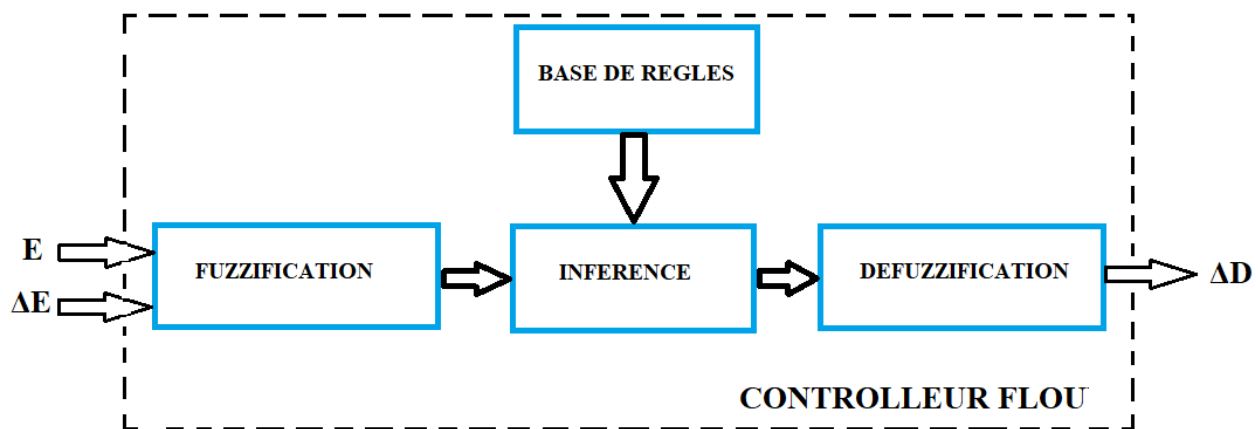 BASE DE REGLES
E
ΔE
FUZZIFICATION
INFERENCE
DEFUZZIFICATION
ΔD
CONTROLLEUR FLOU